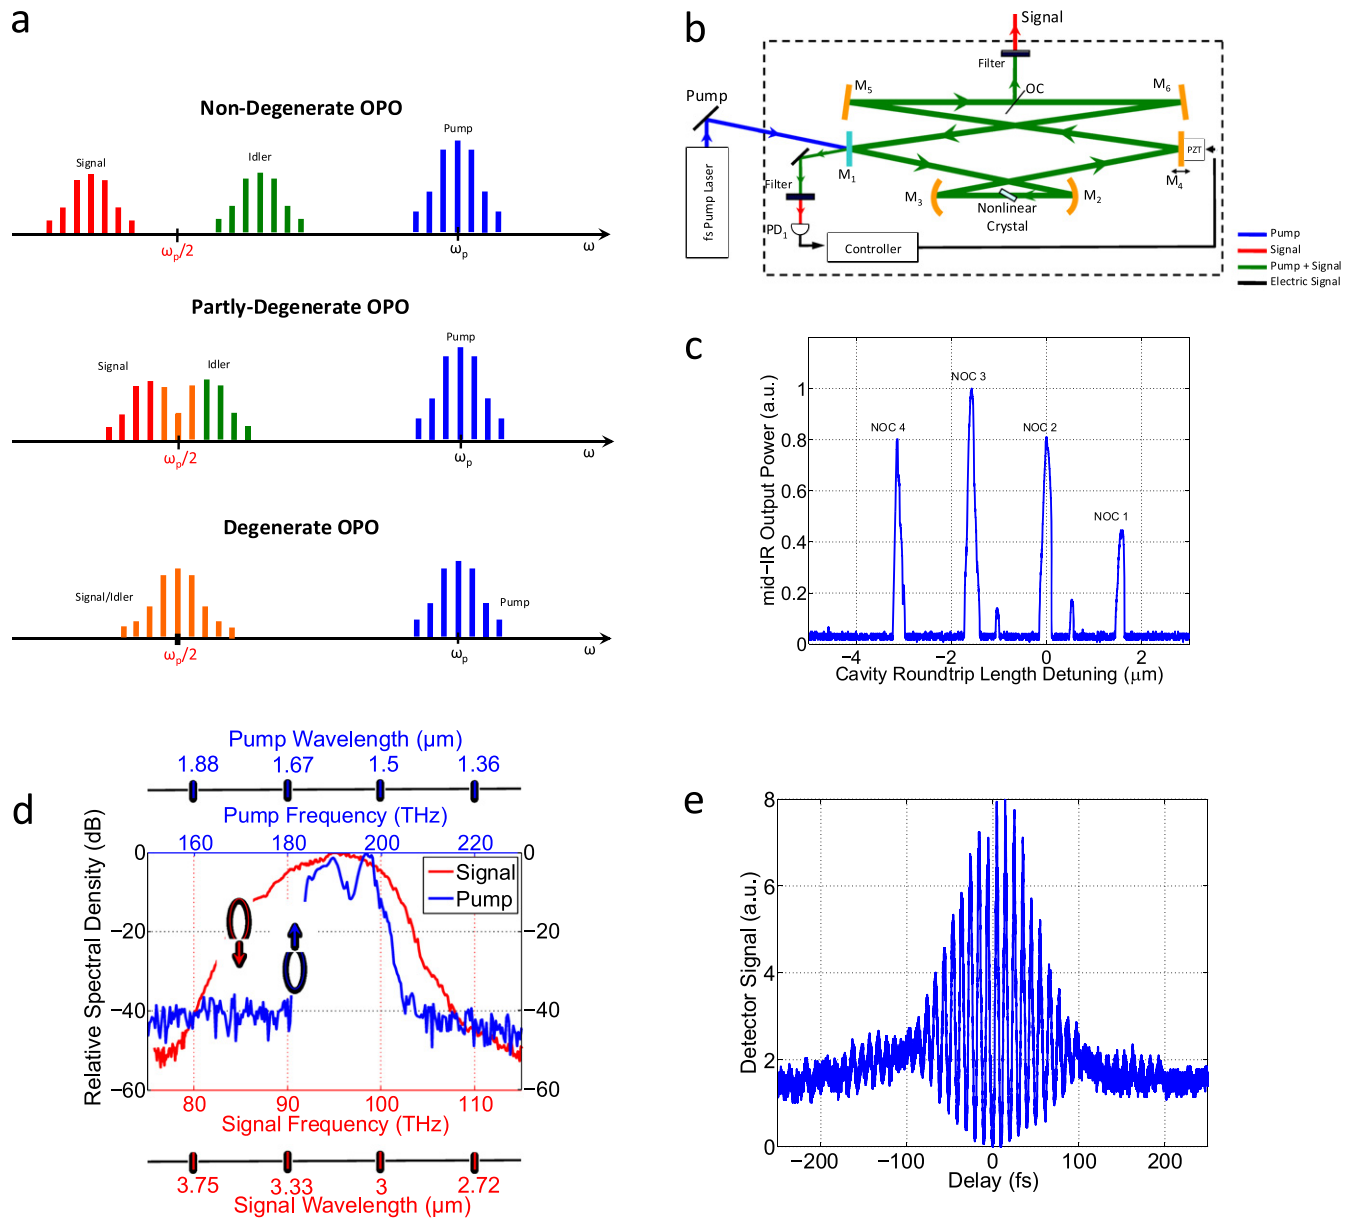 a
Non-Degenerate OPO
Signal
Idler
Pump
ωp/2
ωp
ω
Partly-Degenerate OPO
Signal
Idler
Pump
ωp/2
ωp
ω
Degenerate OPO
Signal/Idler
Pump
ωp/2
ωp
ω
b
Signal
Filter
OC
M5
M6
Pump
fs Pump Laser
M1
PZT
M4
Filter
M3
M2
Nonlinear
Crystal
PD1
Controller
Pump
Signal
Pump + Signal
Electric Signal
c
mid-IR Output Power (a.u.)
1
0.8
0.6
0.4
0.2
0
NOC 4
NOC 3
NOC 2
NOC 1
−4
−2
0
2
Cavity Roundtrip Length Detuning (μm)
d
Pump Wavelength (μm)
1.88
1.67
1.5
1.36
Pump Frequency (THz)
160
180
200
220
Relative Spectral Density (dB)
0
−20
−40
−60
0
−20
−40
−60
Signal
Pump
80
90
100
110
Signal Frequency (THz)
3.75
3.33
3
2.72
Signal Wavelength (μm)
e
Detector Signal (a.u.)
8
6
4
2
0
−200
−100
0
100
200
Delay (fs)